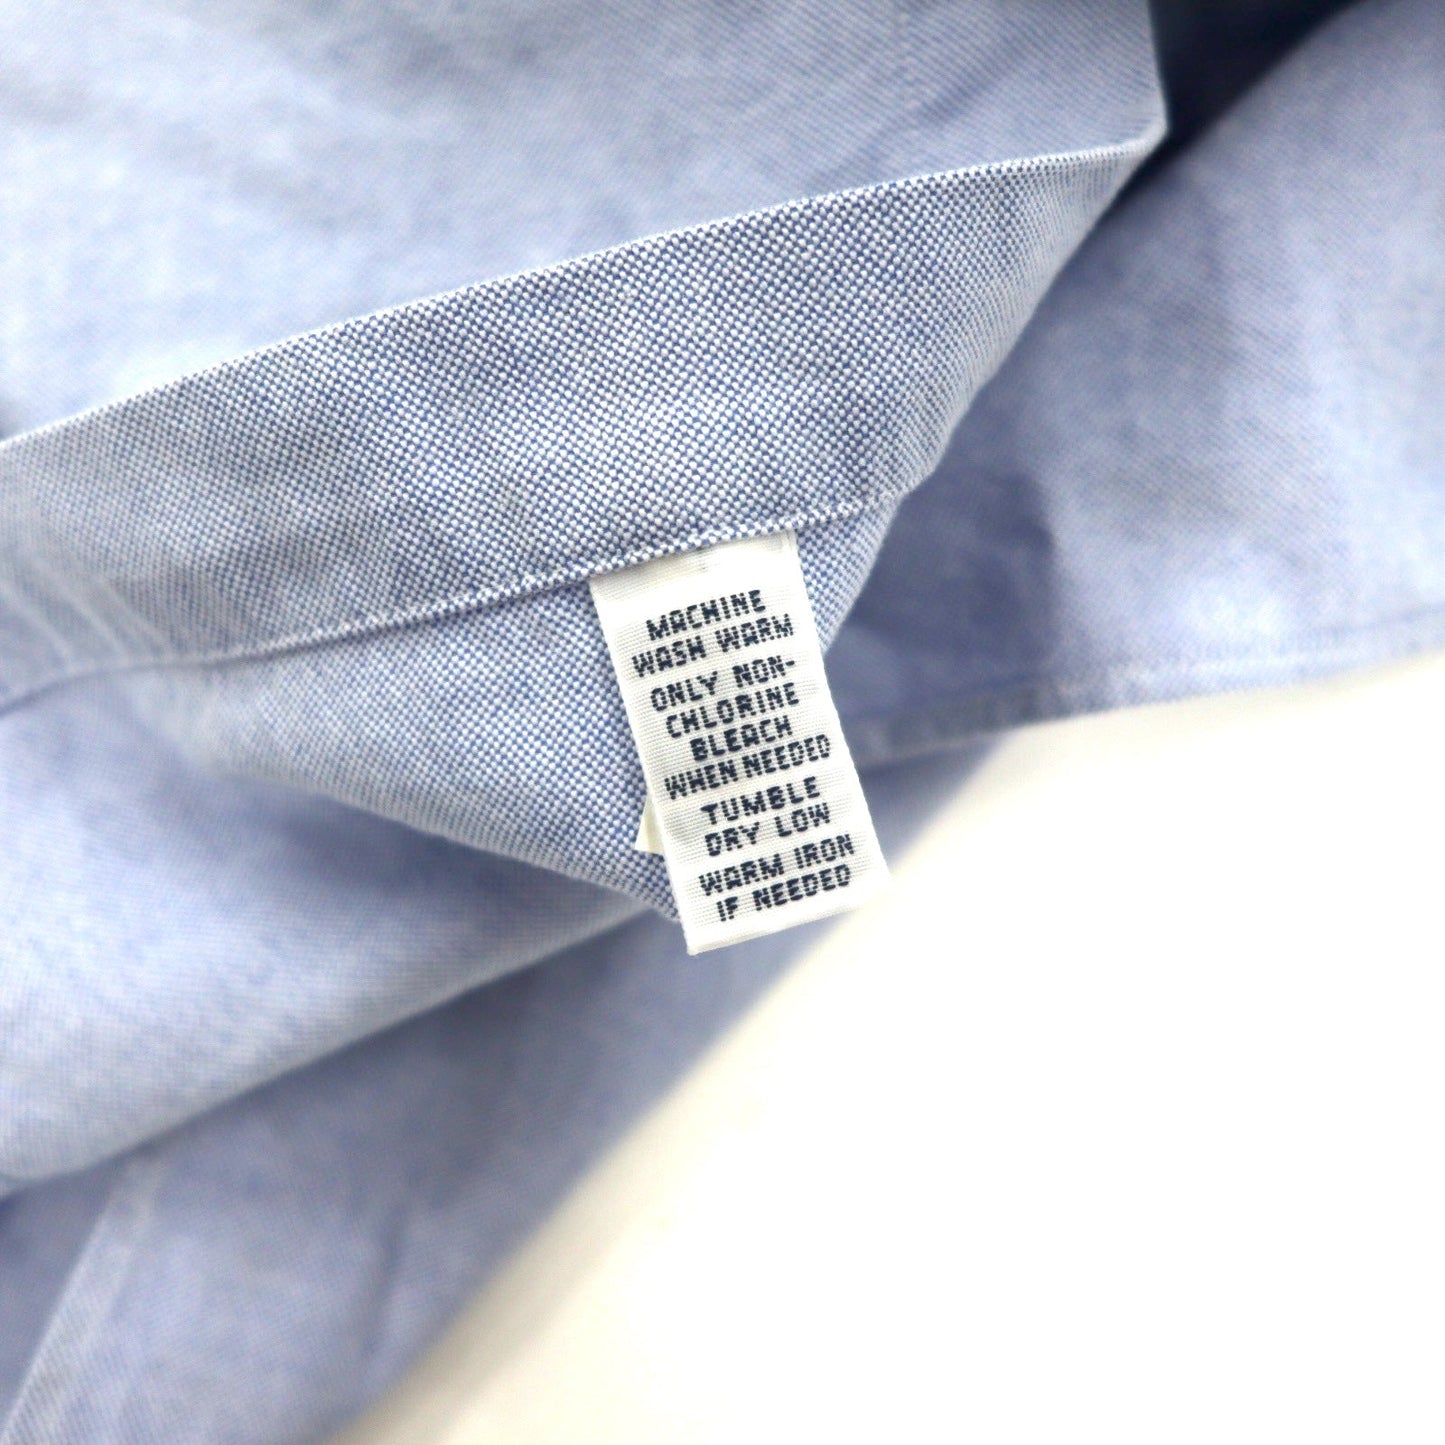 MACHINE
WASH WARM
ONLY NON-
CHLORINE
BLEACH
WHEN NEEDED
TUMBLE
DRY LOW
WARM IRON
IF NEEDED